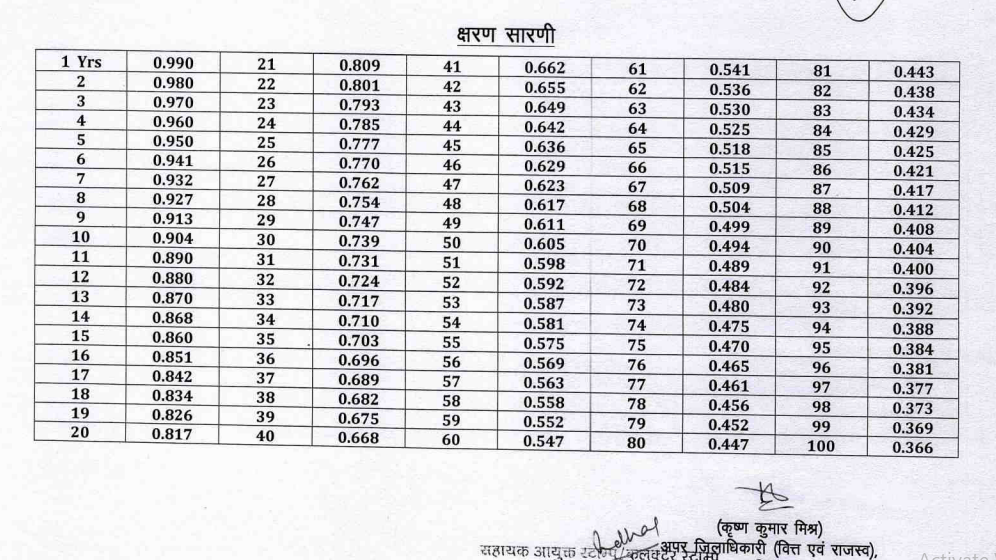 क्षरण सारणी
1 Yrs 0.990 21 0.809 41 0.662 61 0.541 81 0.443
2 0.980 22 0.801 42 0.655 62 0.536 82 0.438
3 0.970 23 0.793 43 0.649 63 0.530 83 0.434
4 0.960 24 0.785 44 0.642 64 0.525 84 0.429
5 0.950 25 0.777 45 0.636 65 0.518 85 0.425
6 0.941 26 0.770 46 0.629 66 0.515 86 0.421
7 0.932 27 0.762 47 0.623 67 0.509 87 0.417
8 0.927 28 0.754 48 0.617 68 0.504 88 0.412
9 0.913 29 0.747 49 0.611 69 0.499 89 0.408
10 0.904 30 0.739 50 0.605 70 0.494 90 0.404
11 0.890 31 0.731 51 0.598 71 0.489 91 0.400
12 0.880 32 0.724 52 0.592 72 0.484 92 0.396
13 0.870 33 0.717 53 0.587 73 0.480 93 0.392
14 0.868 34 0.710 54 0.581 74 0.475 94 0.388
15 0.860 35 0.703 55 0.575 75 0.470 95 0.384
16 0.851 36 0.696 56 0.569 76 0.465 96 0.381
17 0.842 37 0.689 57 0.563 77 0.461 97 0.377
18 0.834 38 0.682 58 0.558 78 0.456 98 0.373
19 0.826 39 0.675 59 0.552 79 0.452 99 0.369
20 0.817 40 0.668 60 0.547 80 0.447 100 0.366
(कृष्ण कुमार मिश्र)
अपर जिलाधिकारी (वित्त एवं राजस्व)
सहायक आयुक्त स्टाम्प/कलेक्टर स्टाम्प